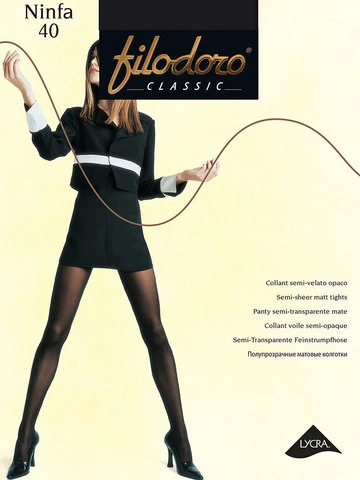 Ninfa
40
filodoro®
CLASSIC
Collant semi-velato opaco
Semi-sheer matt tights
Panty semi-transparente mate
Collant voile semi-opaque
Semi-Transparente Feinstrumpfhose
Полупрозрачные матовые колготки
LYCRA®